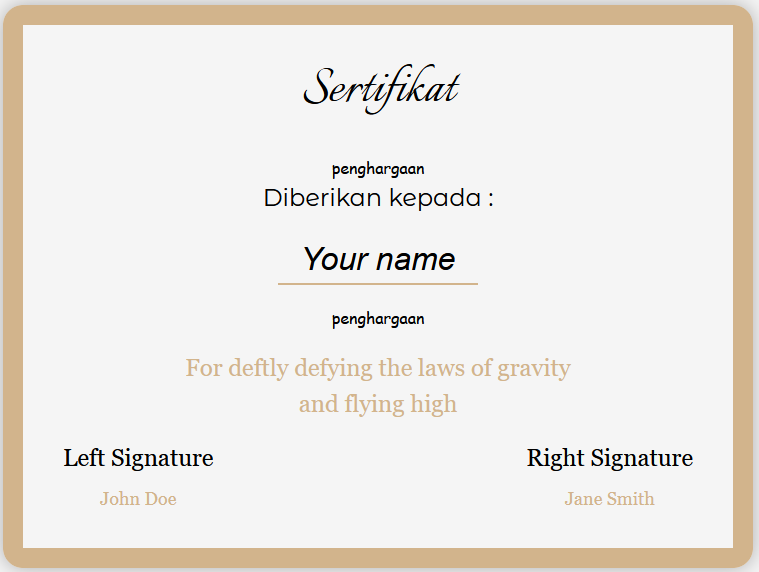 Sertifikat
penghargaan
Diberikan kepada :
Your name
penghargaan
For deftly defying the laws of gravity
and flying high
Left Signature
Right Signature
John Doe
Jane Smith